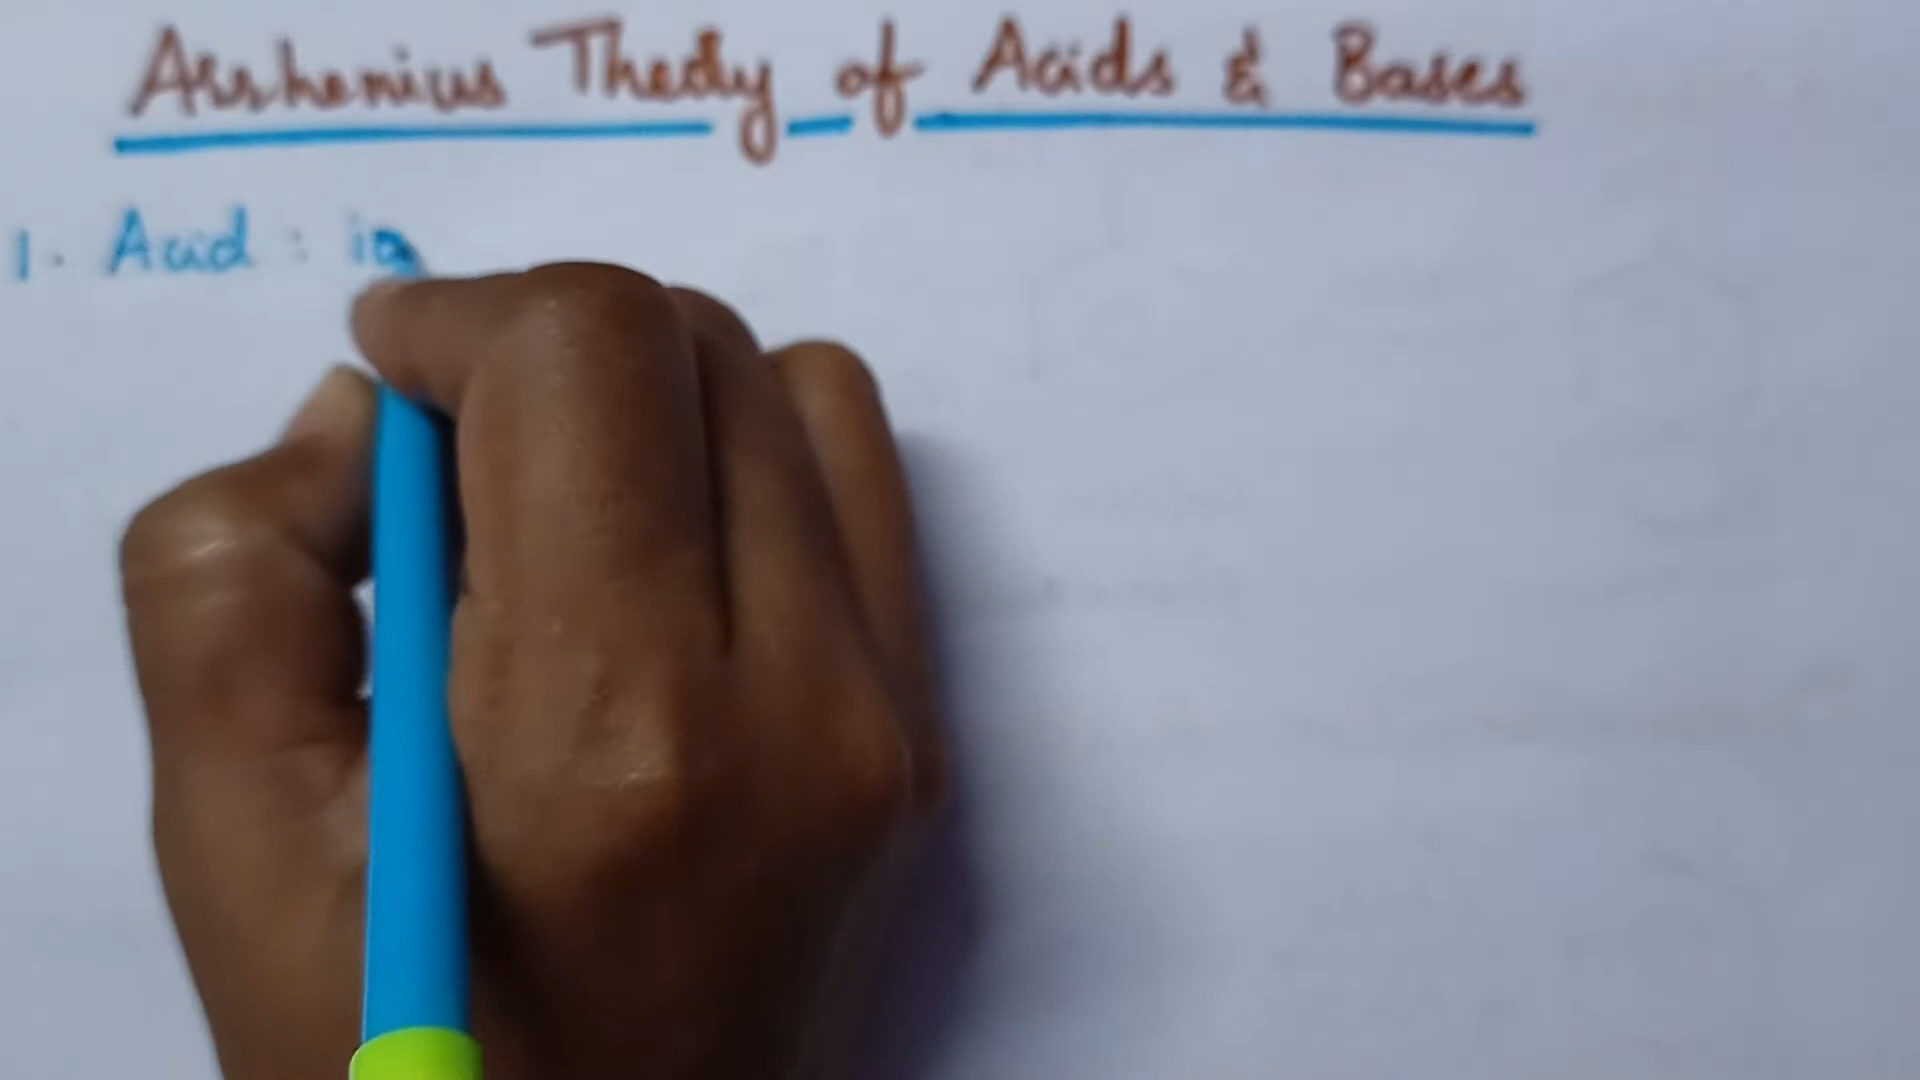 Arrhenius Theory of Acids & Bases
1. Acid :